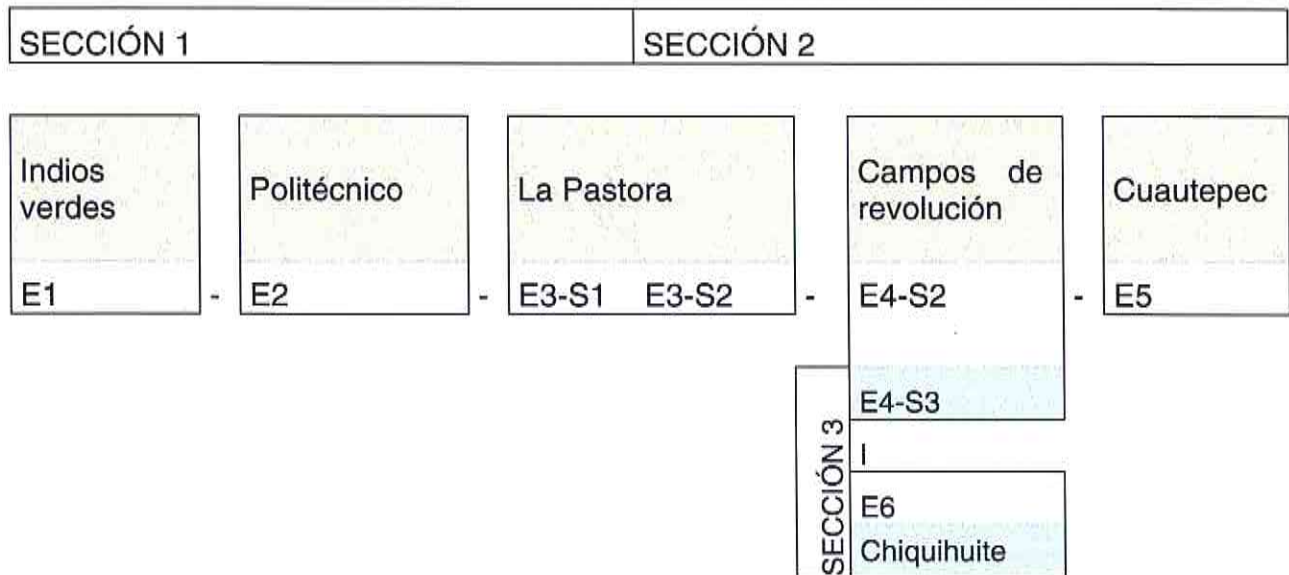 SECCIÓN 1 SECCIÓN 2
Indios
verdes
E1
-
Politécnico
E2
-
La Pastora
E3-S1 E3-S2
-
Campos de
revolución
E4-S2
E4-S3
-
Cuautepec
E5
SECCIÓN 3
I
E6
Chiquihuite